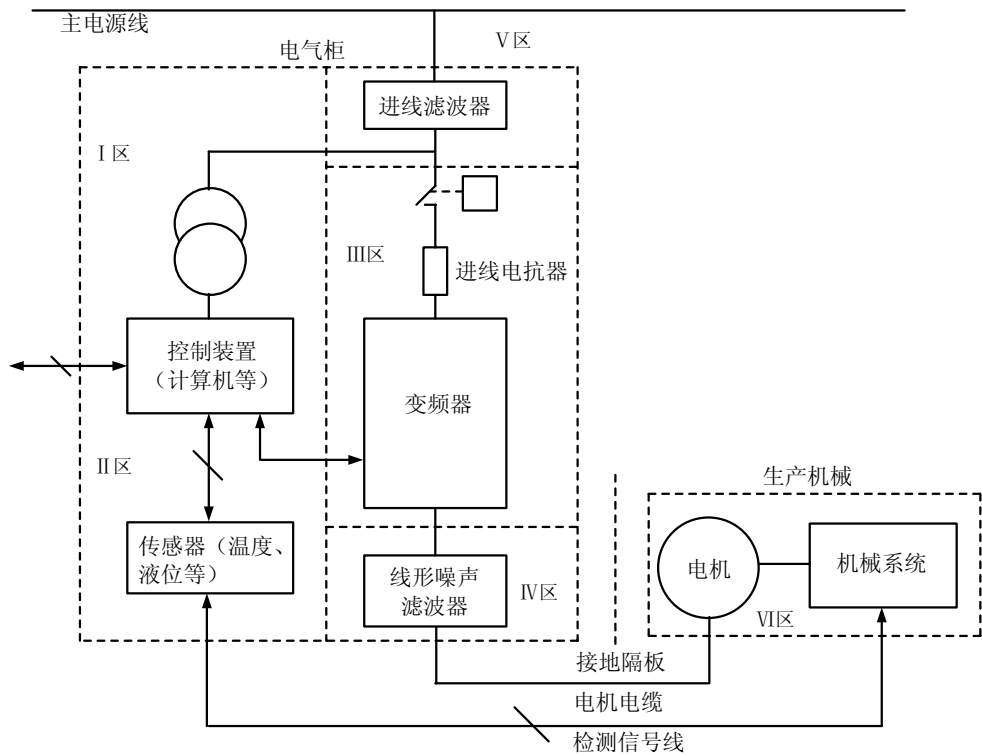 主电源线
电气柜
Ⅴ区
进线滤波器
Ⅰ区
Ⅲ区
进线电抗器
控制装置
（计算机等）
变频器
Ⅱ区
生产机械
传感器（温度、
液位等）
线形噪声
滤波器
Ⅳ区
电机
机械系统
Ⅵ区
接地隔板
电机电缆
检测信号线